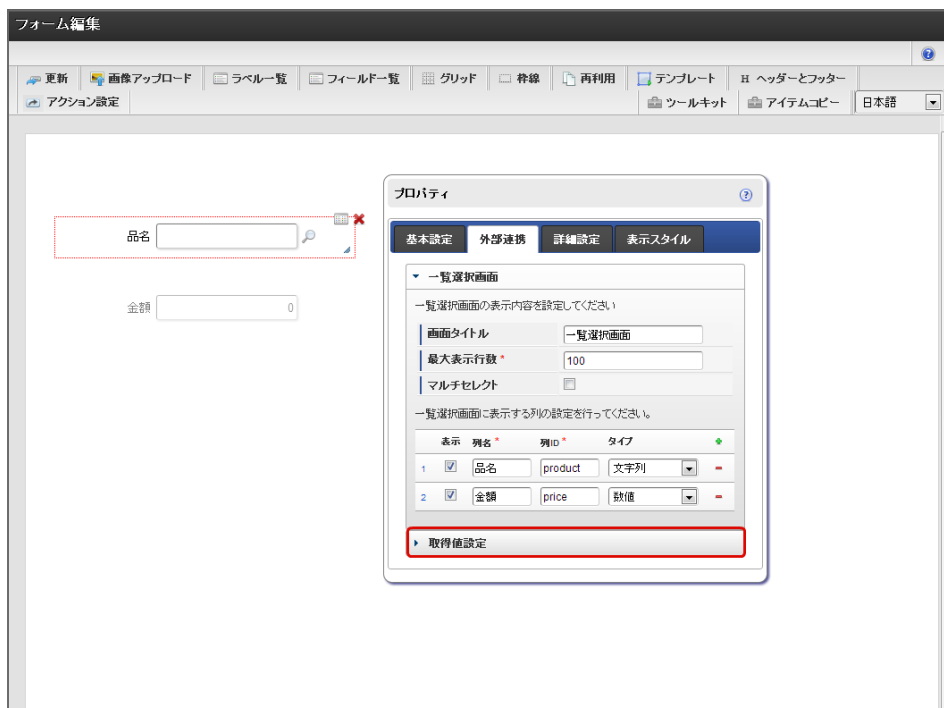 フォーム編集
更新 画像アップロード ラベル一覧 フィールド一覧 グリッド 枠線 再利用 テンプレート H ヘッダーとフッター
アクション設定 ツールキット アイテムコピー 日本語
プロパティ
品名
基本設定 外部連携 詳細設定 表示スタイル
一覧選択画面
一覧選択画面の表示内容を設定してください
金額 0
画面タイトル 一覧選択画面
最大表示行数* 100
マルチセレクト
一覧選択画面に表示する列の設定を行ってください。
表示 列名* 列ID* タイプ
1 品名 product 文字列
2 金額 price 数値
取得値設定